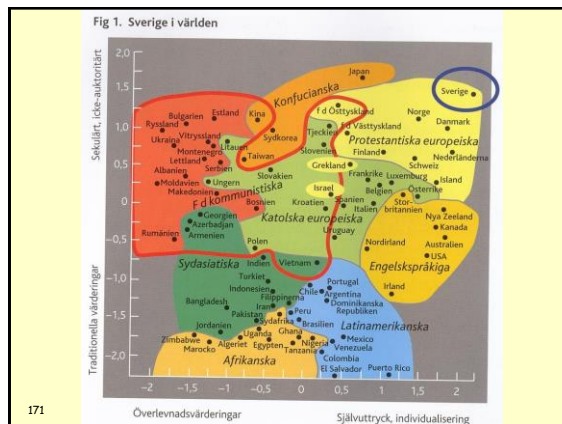 Fig 1. Sverige i världen
Sekulärt, icke-auktoritärt
Traditionella värderingar
2,0
1,5
1,0
0,5
0
–0,5
–1,0
–1,5
–2,0
Japan
Konfucianska
Sverige
Bulgarien
Estland
Kina
f d Östtyskland
Norge
Ryssland
Danmark
Ukraina
Vitryssland
Sydkorea
Tjeckien
f d Västtyskland
Protestantiska europeiska
Montenegro
Litauen
Slovenien
Finland
Nederländerna
Lettland
Serbien
Taiwan
Grekland
Schweiz
Albanien
Slovakien
Frankrike
Luxemburg
Island
Moldavien
Ungern
Israel
Belgien
Österrike
Makedonien
F d kommunistiska
Kroatien
Spanien
Stor-
britannien
Bosnien
Katolska europeiska
Italien
Nya Zeeland
Georgien
Kanada
Azerbadjan
Uruguay
Australien
Rumänien
Armenien
Polen
Nordirland
USA
Indien
Vietnam
Engelskspråkiga
Sydasiatiska
Turkiet
Portugal
Irland
Indonesien
Chile
Argentina
Filippinerna
Dominikanska
Republiken
Bangladesh
Iran
Peru
Pakistan
Sydafrika
Brasilien
Latinamerikanska
Jordanien
Uganda
Ghana
Zimbabwe
Algeriet
Egypten
Nigeria
Mexico
Marocko
Tanzania
Venezuela
Afrikanska
Colombia
El Salvador
Puerto Rico
–2
–1,5
–1
–0,5
0
0,5
1
1,5
2
Överlevnadsvärderingar
Självuttryck, individualisering
171